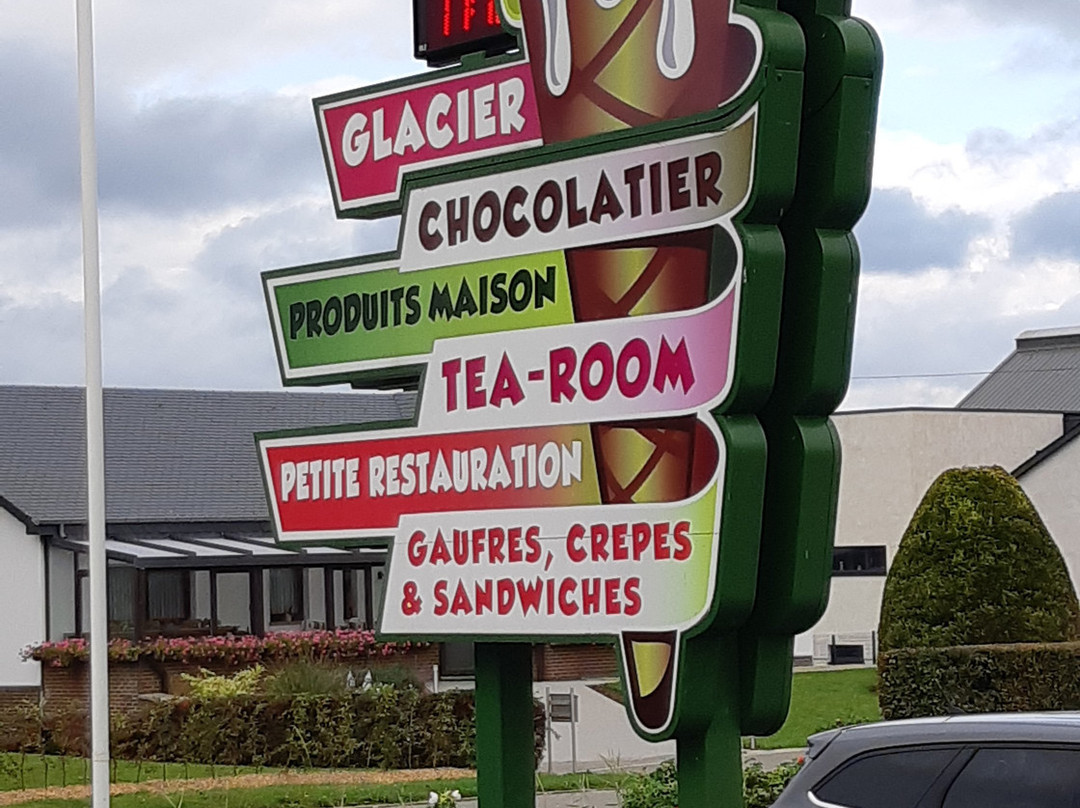 GLACIER
CHOCOLATIER
PRODUITS MAISON
TEA-ROOM
PETITE RESTAURATION
GAUFRES, CREPES
& SANDWICHES